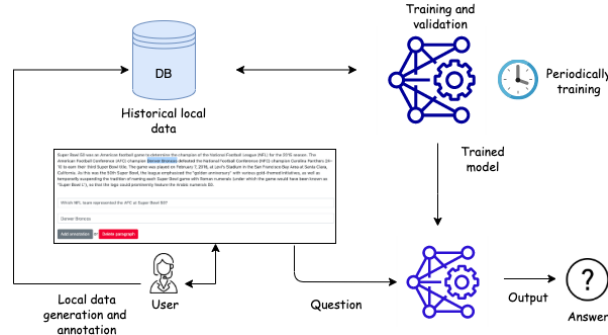 Training and
validation
DB
Periodically
training
Historical local
data
Super Bowl 50 was an American football game to determine the champion of the National Football League (NFL) for the 2015 season. The
American Football Conference (AFC) champion Denver Broncos defeated the National Football Conference (NFC) champion Carolina Panthers 24–
10 to earn their third Super Bowl title. The game was played on February 7, 2016, at Levi's Stadium in the San Francisco Bay Area at Santa Clara,
California. As this was the 50th Super Bowl, the league emphasized the "golden anniversary" with various gold-themed initiatives, as well as
temporarily suspending the tradition of naming each Super Bowl game with Roman numerals (under which the game would have been known as
"Super Bowl L"), so that the logo could prominently feature the Arabic numerals 50.
Trained
model
Which NFL team represented the AFC at Super Bowl 50?
Denver Broncos
Add annotation or Delete paragraph
Local data
generation and
annotation
User
Question
Output
?
Answer